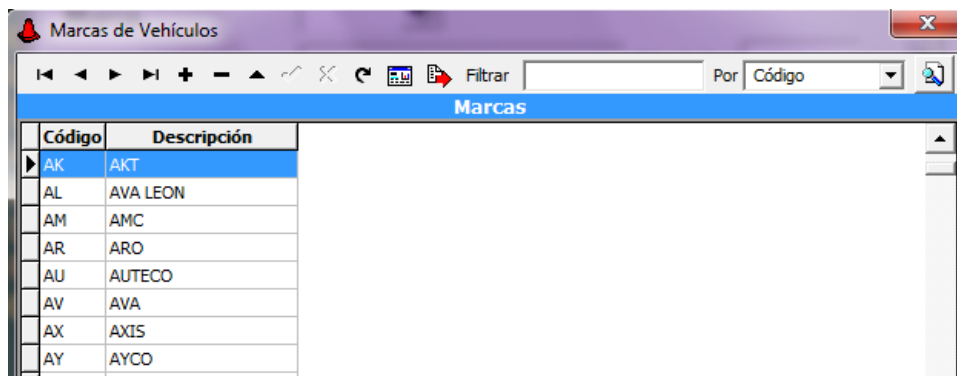 Marcas de Vehículos
Filtrar Por Código
Marcas
Código Descripción
AK AKT
AL AVA LEON
AM AMC
AR ARO
AU AUTECO
AV AVA
AX AXIS
AY AYCO